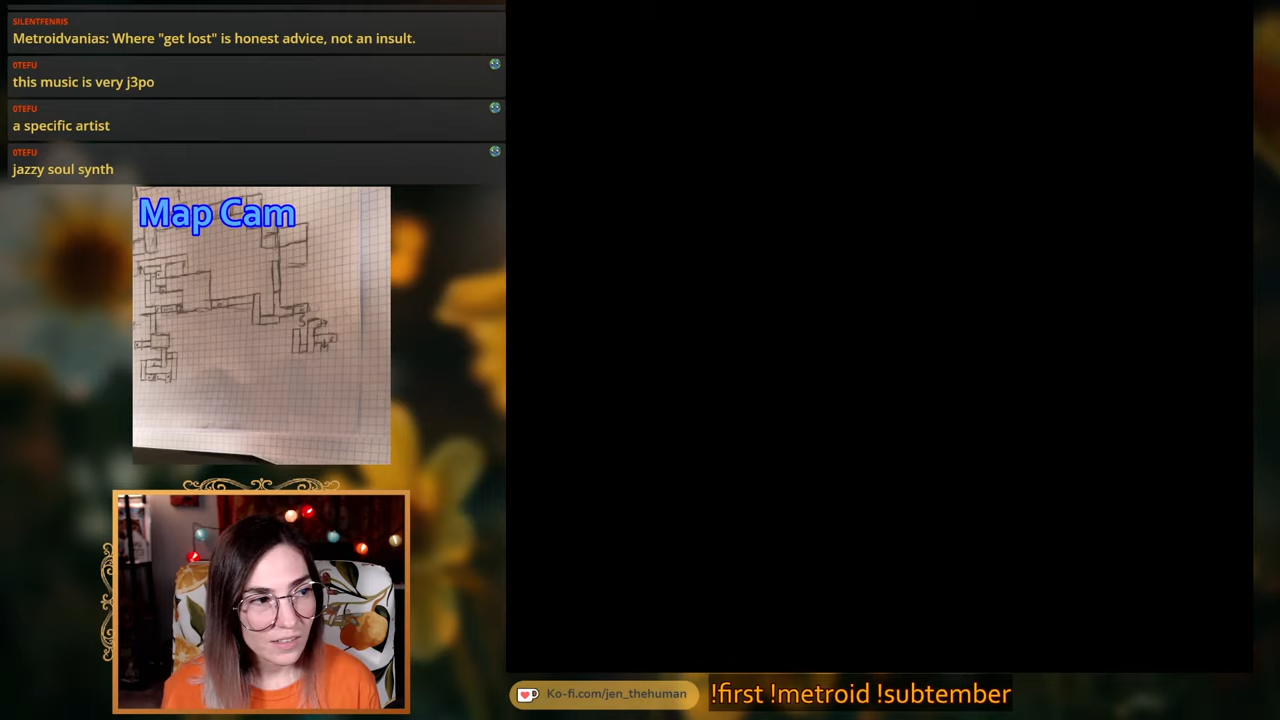 SILENTFENRIS
Metroidvanias: Where "get lost" is honest advice, not an insult.
0TEFU
this music is very j3po
0TEFU
a specific artist
0TEFU
jazzy soul synth
Map Cam
Ko-fi.com/jen_thehuman
!first !metroid !subtember